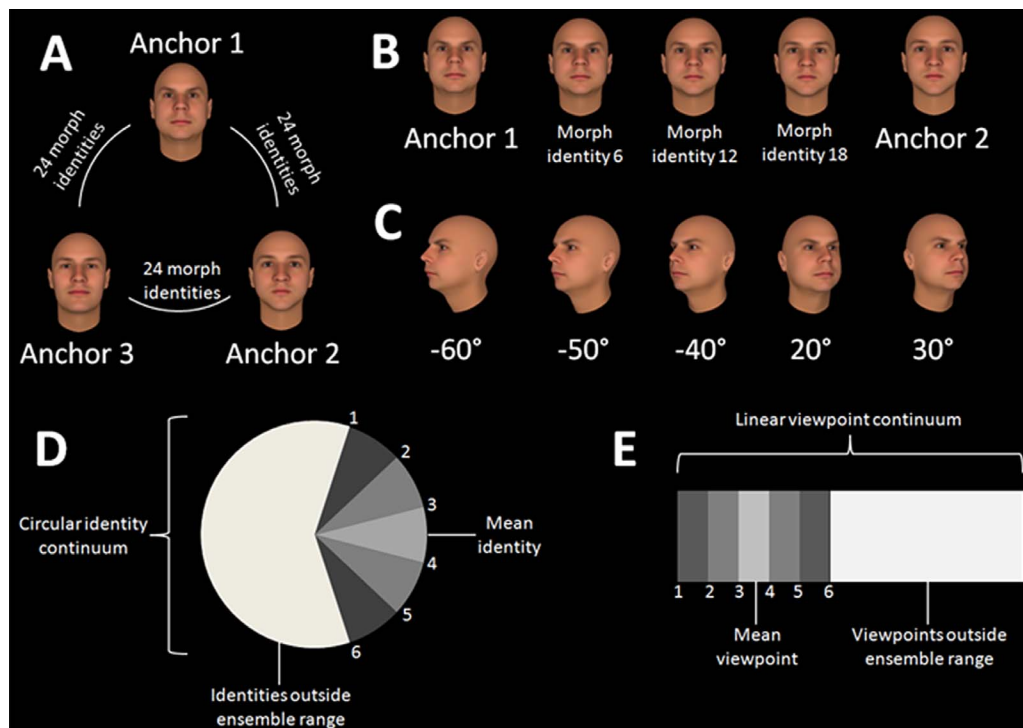 A
Anchor 1
24 morph
identities
24 morph
identities
24 morph
identities
Anchor 3
Anchor 2
B
Anchor 1
Morph
identity 6
Morph
identity 12
Morph
identity 18
Anchor 2
C
-60°
-50°
-40°
20°
30°
D
Circular identity
continuum
1
2
3
4
5
6
Mean
identity
Identities outside
ensemble range
E
Linear viewpoint continuum
1 2 3 4 5 6
Mean
viewpoint
Viewpoints outside
ensemble range